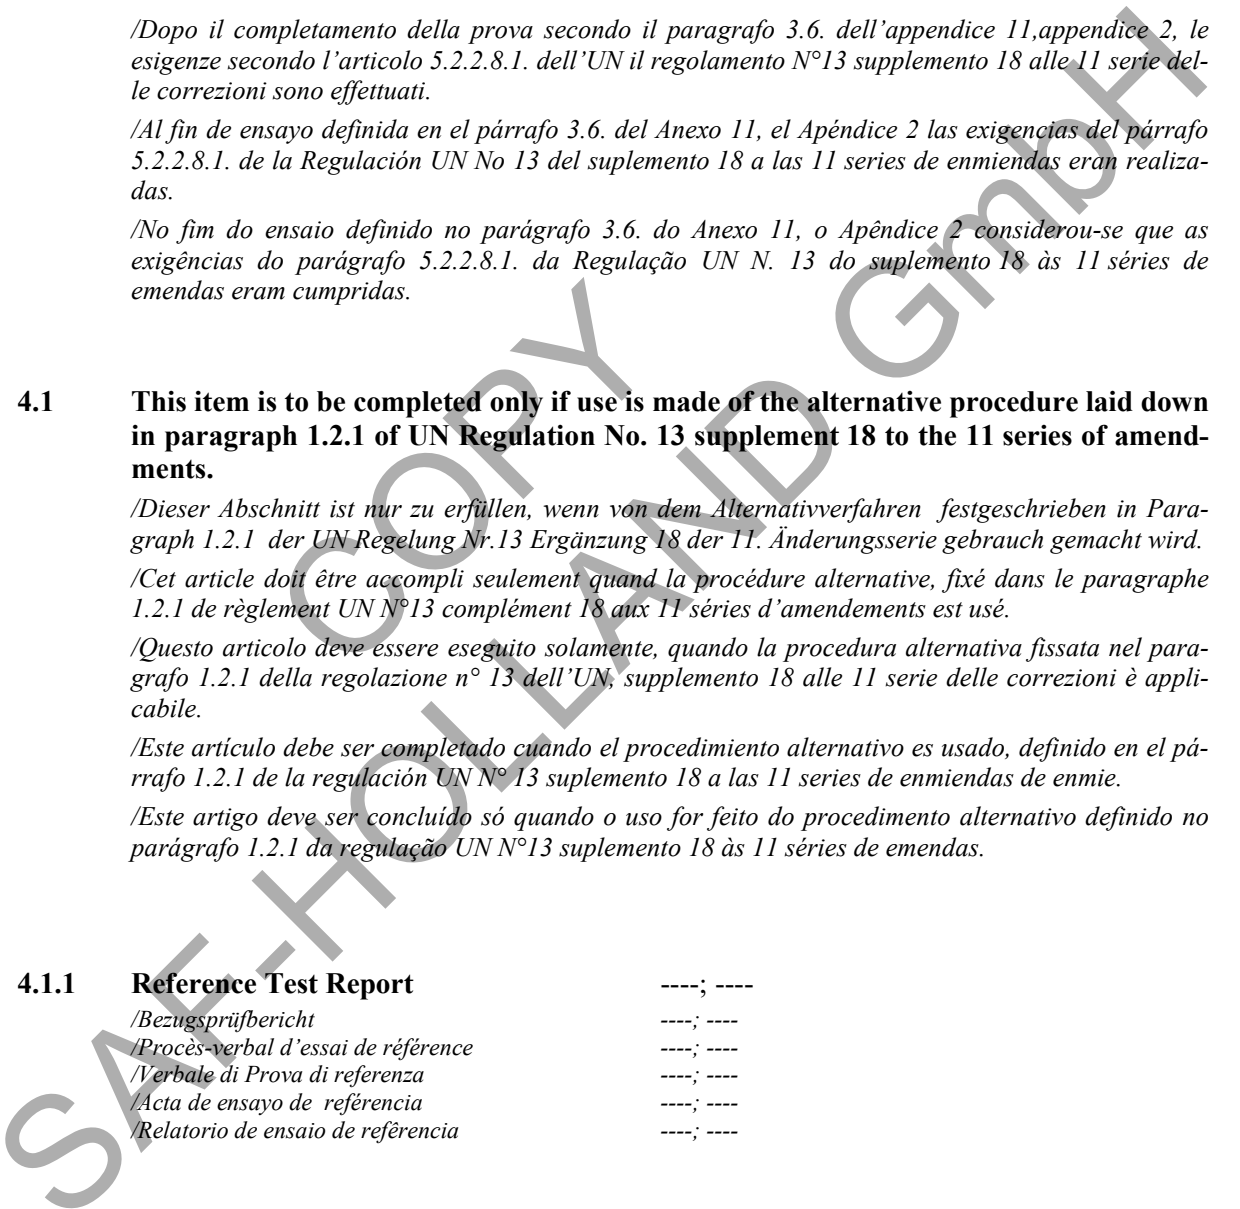 /Dopo il completamento della prova secondo il paragrafo 3.6. dell'appendice 11,appendice 2, le
esigenze secondo l'articolo 5.2.2.8.1. dell'UN il regolamento N°13 supplemento 18 alle 11 serie del-
le correzioni sono effettuati.
/Al fin de ensayo definida en el párrafo 3.6. del Anexo 11, el Apéndice 2 las exigencias del párrafo
5.2.2.8.1. de la Regulación UN No 13 del suplemento 18 a las 11 series de enmiendas eran realiza-
das.
/No fim do ensaio definido no parágrafo 3.6. do Anexo 11, o Apêndice 2 considerou-se que as
exigências do parágrafo 5.2.2.8.1. da Regulação UN N. 13 do suplemento 18 às 11 séries de
emendas eram cumpridas.
4.1 This item is to be completed only if use is made of the alternative procedure laid down
in paragraph 1.2.1 of UN Regulation No. 13 supplement 18 to the 11 series of amend-
ments.
/Dieser Abschnitt ist nur zu erfüllen, wenn von dem Alternativverfahren festgeschrieben in Para-
graph 1.2.1 der UN Regelung Nr.13 Ergänzung 18 der 11. Änderungsserie gebrauch gemacht wird.
/Cet article doit être accompli seulement quand la procédure alternative, fixé dans le paragraphe
1.2.1 de règlement UN N°13 complément 18 aux 11 séries d'amendements est usé.
/Questo articolo deve essere eseguito solamente, quando la procedura alternativa fissata nel para-
grafo 1.2.1 della regolazione n° 13 dell'UN, supplemento 18 alle 11 serie delle correzioni è appli-
cabile.
/Este artículo debe ser completado cuando el procedimiento alternativo es usado, definido en el pá-
rrafo 1.2.1 de la regulación UN N° 13 suplemento 18 a las 11 series de enmiendas de enmie.
/Este artigo deve ser concluído só quando o uso for feito do procedimento alternativo definido no
parágrafo 1.2.1 da regulação UN N°13 suplemento 18 às 11 séries de emendas.
4.1.1 Reference Test Report ----; ----
/Bezugsprüfbericht ----; ----
/Procès-verbal d'essai de référence ----; ----
/Verbale di Prova di referenza ----; ----
/Acta de ensayo de reférencia ----; ----
/Relatorio de ensaio de refêrencia ----; ----
COPY
SAF-HOLLAND GmbH